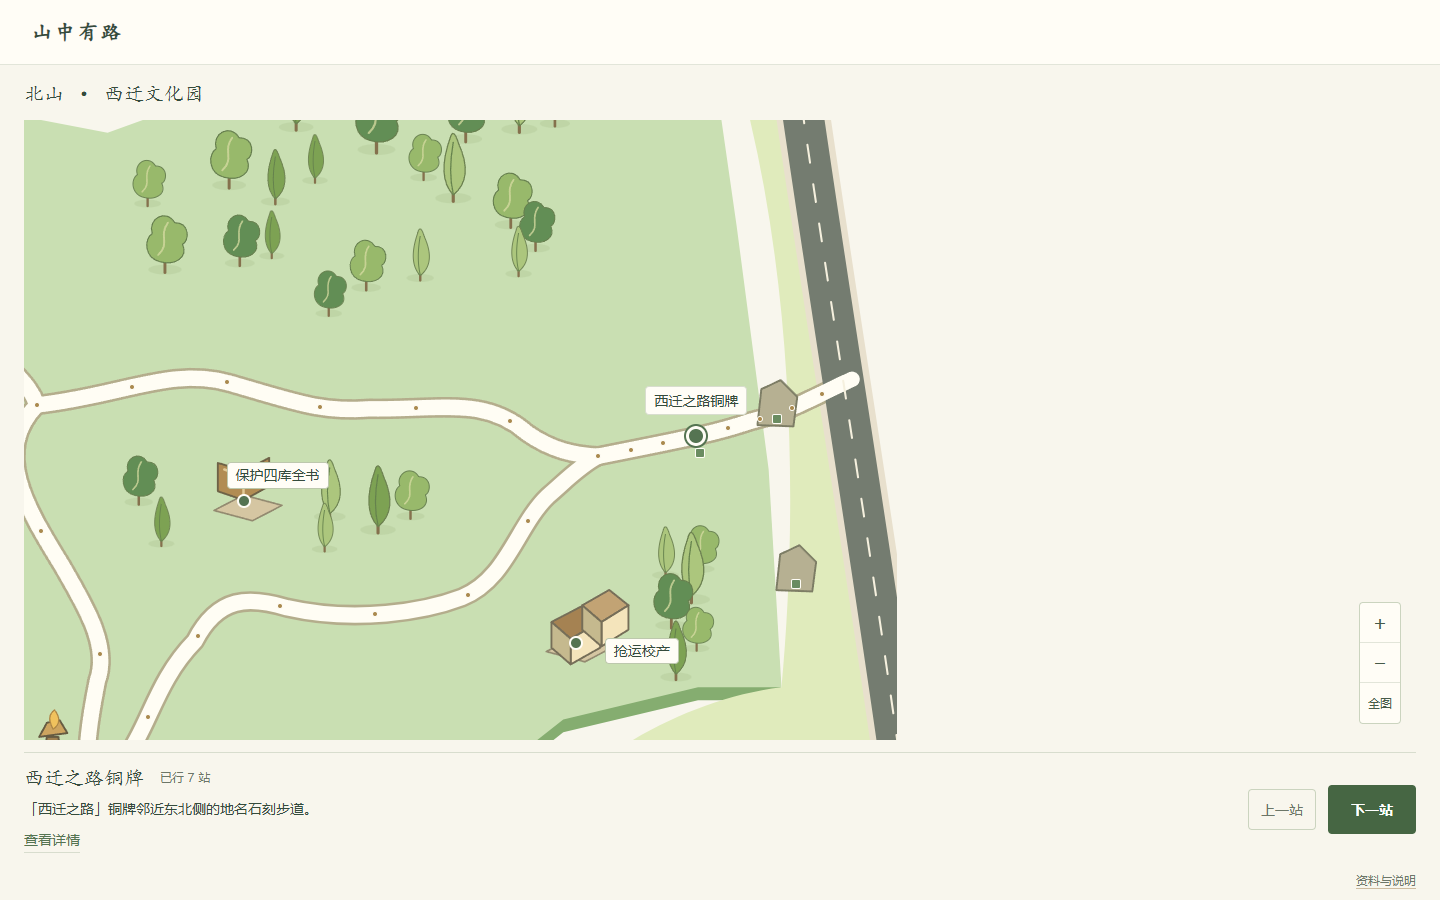 山中有路
北山 • 西迁文化园
西迁之路铜牌
保护四库全书
抢运校产
+
−
全图
西迁之路铜牌 已行 7 站
「西迁之路」铜牌邻近东北侧的地名石刻步道。
查看详情
上一站
下一站
资料与说明